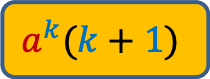 a^k(k + 1)